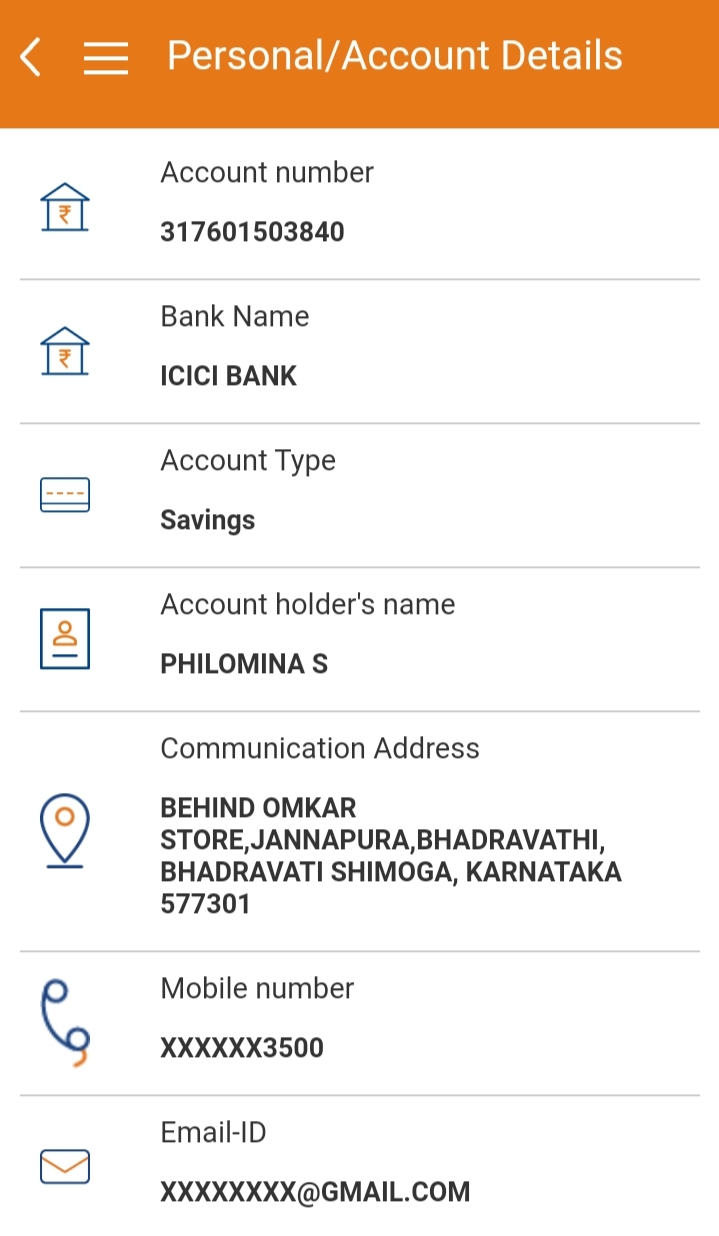 Personal/Account Details
Account number
317601503840
Bank Name
ICICI BANK
Account Type
Savings
Account holder's name
PHILOMINA S
Communication Address
BEHIND OMKAR
STORE,JANNAPURA,BHADRAVATHI,
BHADRAVATI SHIMOGA, KARNATAKA
577301
Mobile number
XXXXXX3500
Email-ID
XXXXXXXX@GMAIL.COM